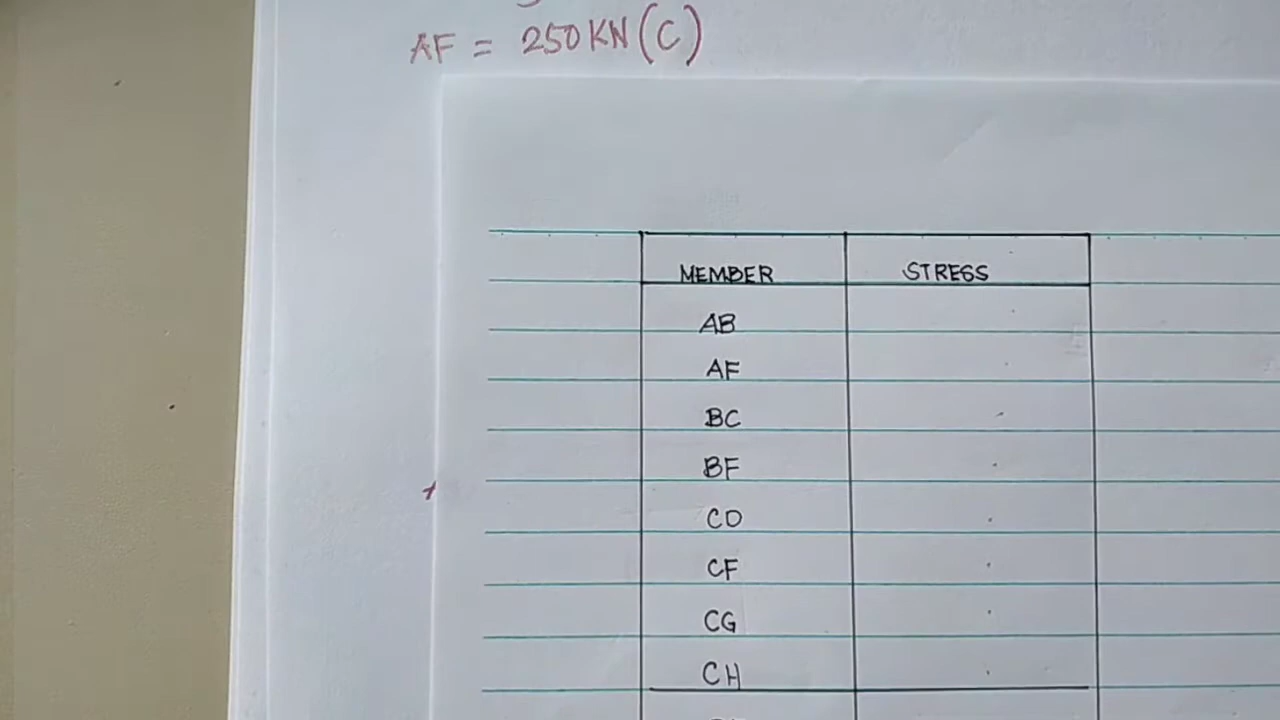 AF = 250 KN (C)
MEMBER STRESS
AB
AF
BC
BF
CD
CF
CG
CH